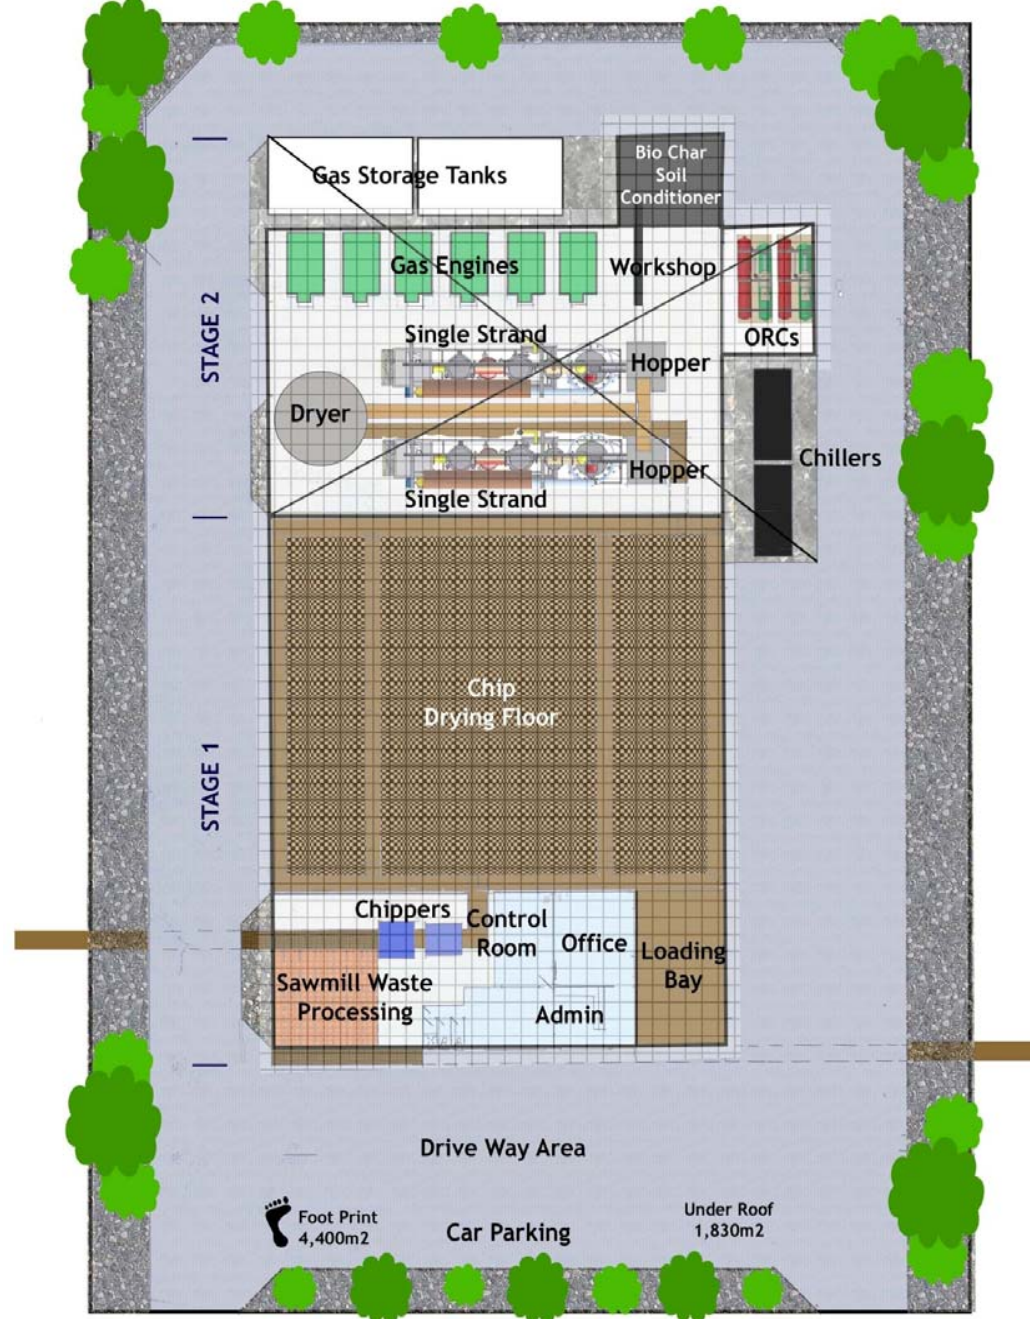 Bio Char
Soil
Conditioner
Gas Storage Tanks
Gas Engines
Workshop
STAGE 2
Single Strand
ORCs
Hopper
Dryer
Chillers
Hopper
Single Strand
Chip
Drying Floor
STAGE 1
Chippers
Control
Room
Office
Loading
Bay
Sawmill Waste
Processing
Admin
Drive Way Area
Foot Print
4,400m2
Car Parking
Under Roof
1,830m2